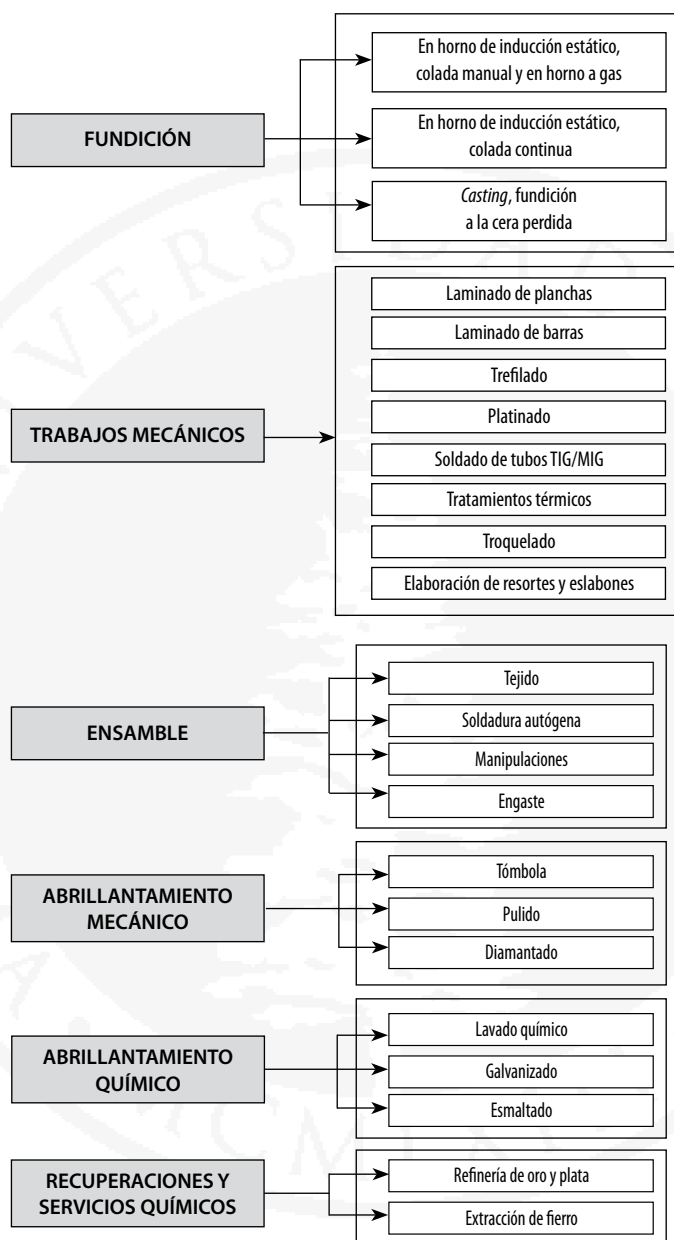 FUNDICIÓN
En horno de inducción estático,
colada manual y en horno a gas
En horno de inducción estático,
colada continua
Casting, fundición
a la cera perdida
TRABAJOS MECÁNICOS
Laminado de planchas
Laminado de barras
Trefilado
Platinado
Soldado de tubos TIG/MIG
Tratamientos térmicos
Troquelado
Elaboración de resortes y eslabones
ENSAMBLE
Tejido
Soldadura autógena
Manipulaciones
Engaste
ABRILLANTAMIENTO
MECÁNICO
Tómbola
Pulido
Diamantado
ABRILLANTAMIENTO
QUÍMICO
Lavado químico
Galvanizado
Esmaltado
RECUPERACIONES Y
SERVICIOS QUÍMICOS
Refinería de oro y plata
Extracción de fierro